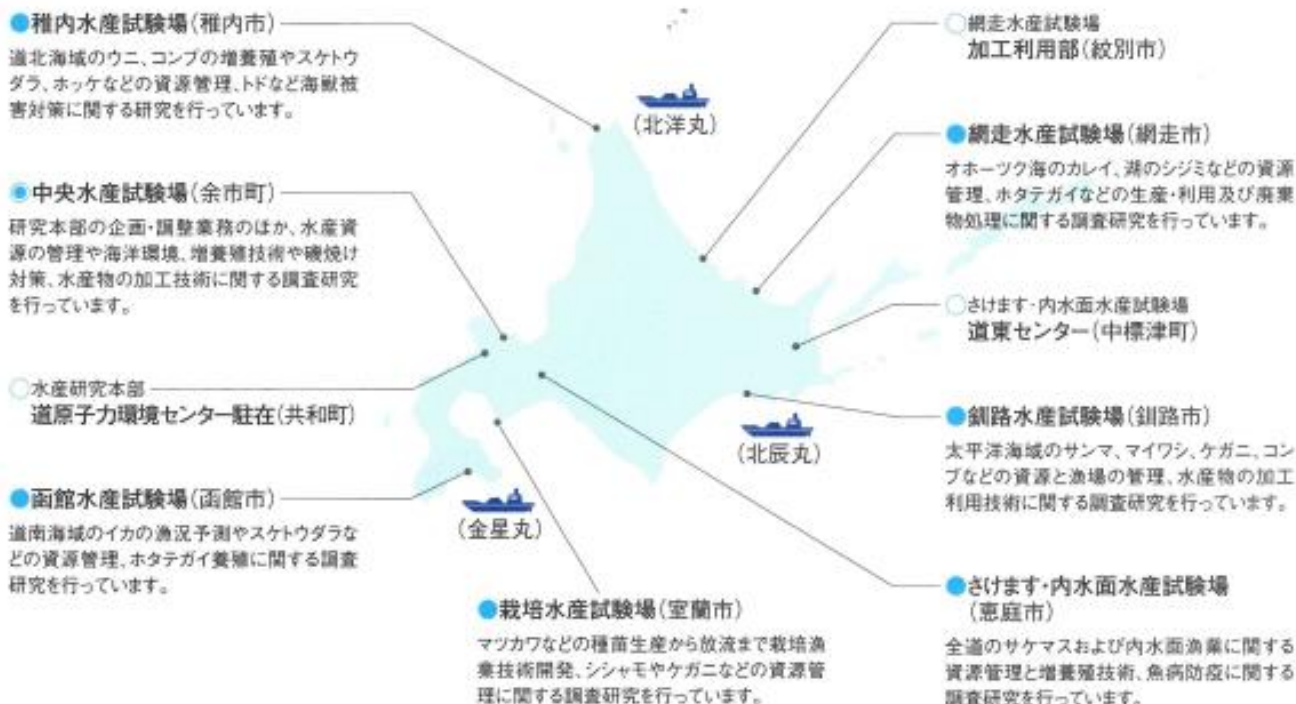 ●稚内水産試験場(稚内市)
道北海域のウニ、コンブの増養殖やスケトウ
ダラ、ホッケなどの資源管理、トドなど海獣被
害対策に関する研究を行っています。
◉中央水産試験場(余市町)
研究本部の企画・調整業務のほか、水産資
源の管理や海洋環境、増養殖技術や磯焼け
対策、水産物の加工技術に関する調査研究
を行っています。
○水産研究本部
道原子力環境センター駐在(共和町)
●函館水産試験場(函館市)
道南海域のイカの漁況予測やスケトウダラな
どの資源管理、ホタテガイ養殖に関する調査
研究を行っています。
(北洋丸)
(北辰丸)
(金星丸)
●栽培水産試験場(室蘭市)
マツカワなどの種苗生産から放流まで栽培漁
業技術開発、シシャモやケガニなどの資源管
理に関する調査研究を行っています。
○網走水産試験場
加工利用部(紋別市)
●網走水産試験場(網走市)
オホーツク海のカレイ、湖のシジミなどの資源
管理、ホタテガイなどの生産・利用及び廃棄
物処理に関する調査研究を行っています。
○さけます・内水面水産試験場
道東センター(中標津町)
●釧路水産試験場(釧路市)
太平洋海域のサンマ、マイワシ、ケガニ、コン
ブなどの資源と漁場の管理、水産物の加工
利用技術に関する調査研究を行っています。
●さけます・内水面水産試験場
(恵庭市)
全道のサケマスおよび内水面漁業に関する
資源管理と増養殖技術、魚病防疫に関する
調査研究を行っています。